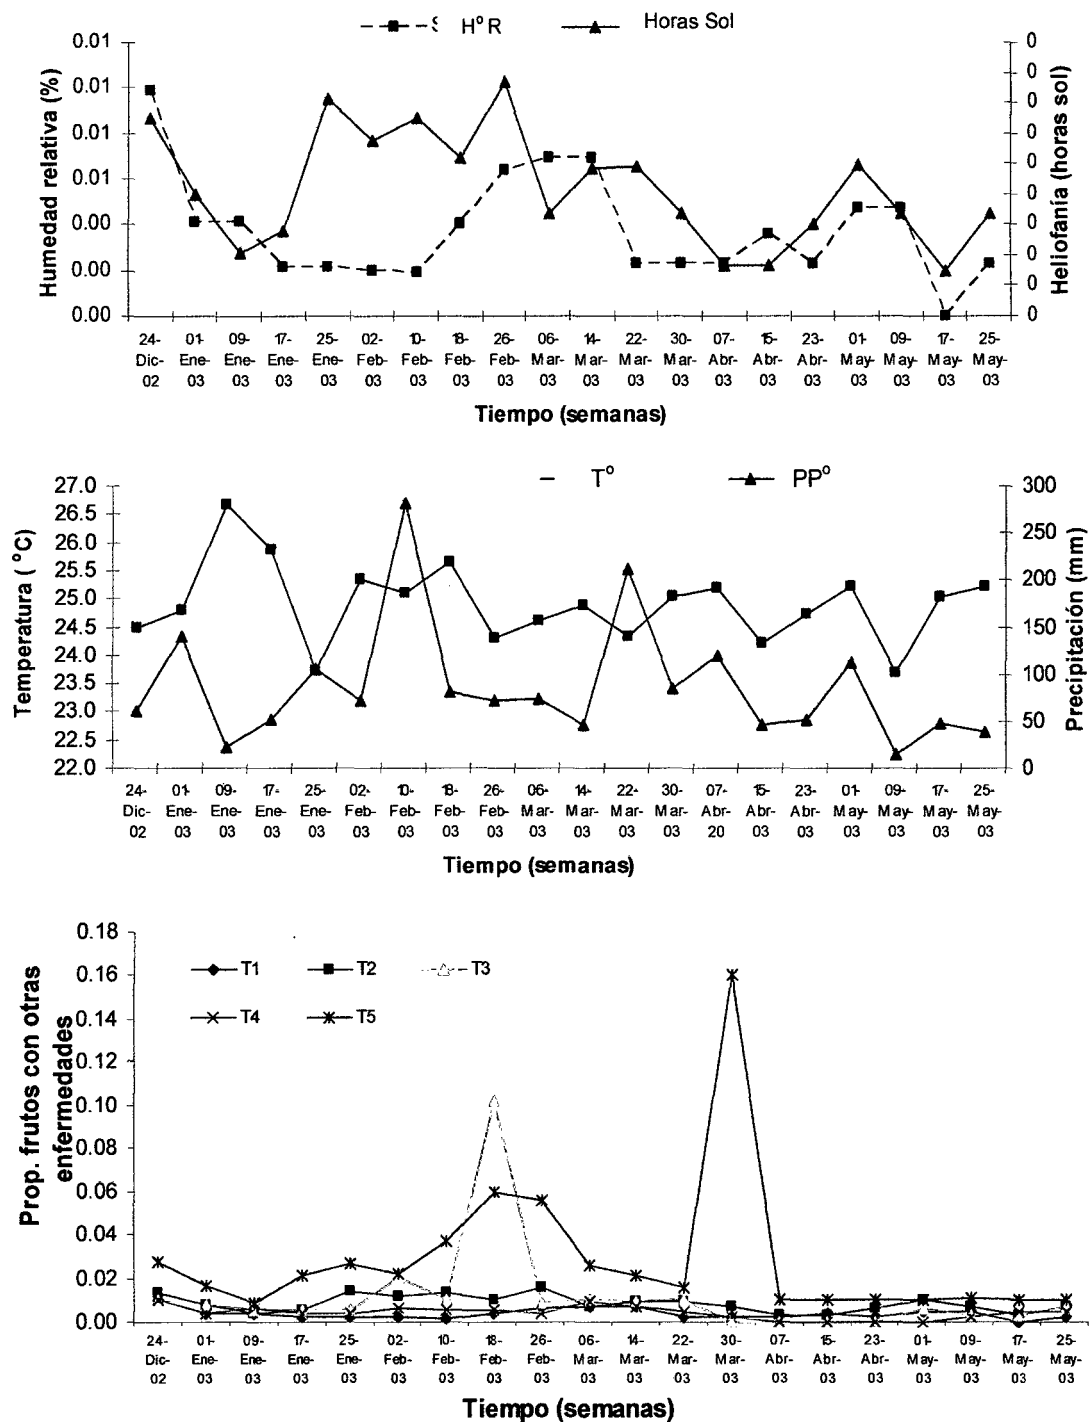 H° R
Horas Sol
Humedad relativa (%)
0.01
0.01
0.01
0.01
0.00
0.00
0.00
Heliofanía (horas sol)
0
0
0
0
0
0
0
0
0
0
24- 01- 09- 17- 25- 02- 10- 18- 26- 06- 14- 22- 30- 07- 15- 23- 01- 09- 17- 25-
Dic- Ene- Ene- Ene- Ene- Feb- Feb- Feb- Feb- Mar- Mar- Mar- Mar- Abr- Abr- Abr- May- May- May- May-
02 03 03 03 03 03 03 03 03 03 03 03 03 03 03 03 03 03 03 03
Tiempo (semanas)
T°
PP°
Temperatura ( °C)
27.0
26.5
26.0
25.5
25.0
24.5
24.0
23.5
23.0
22.5
22.0
Precipitación (mm)
300
250
200
150
100
50
0
24- 01- 09- 17- 25- 02- 10- 18- 26- 06- 14- 22- 30- 07- 15- 23- 01- 09- 17- 25-
Dic- Ene- Ene- Ene- Ene- Feb- Feb- Feb- Feb- Mar- Mar- Mar- Mar- Abr- Abr- Abr- May- May- May- May-
02 03 03 03 03 03 03 03 03 03 03 03 03 20 03 03 03 03 03 03
Tiempo (semanas)
T1 T2 T3
T4 T5
Prop. frutos con otras
enfermedades
0.18
0.16
0.14
0.12
0.10
0.08
0.06
0.04
0.02
0.00
24- 01- 09- 17- 25- 02- 10- 18- 26- 06- 14- 22- 30- 07- 15- 23- 01- 09- 17- 25-
Dic- Ene- Ene- Ene- Ene- Feb- Feb- Feb- Feb- Mar- Mar- Mar- Mar- Abr- Abr- Abr- May- May- May- May-
02 03 03 03 03 03 03 03 03 03 03 03 03 03 03 03 03 03 03 03
Tiempo (semanas)